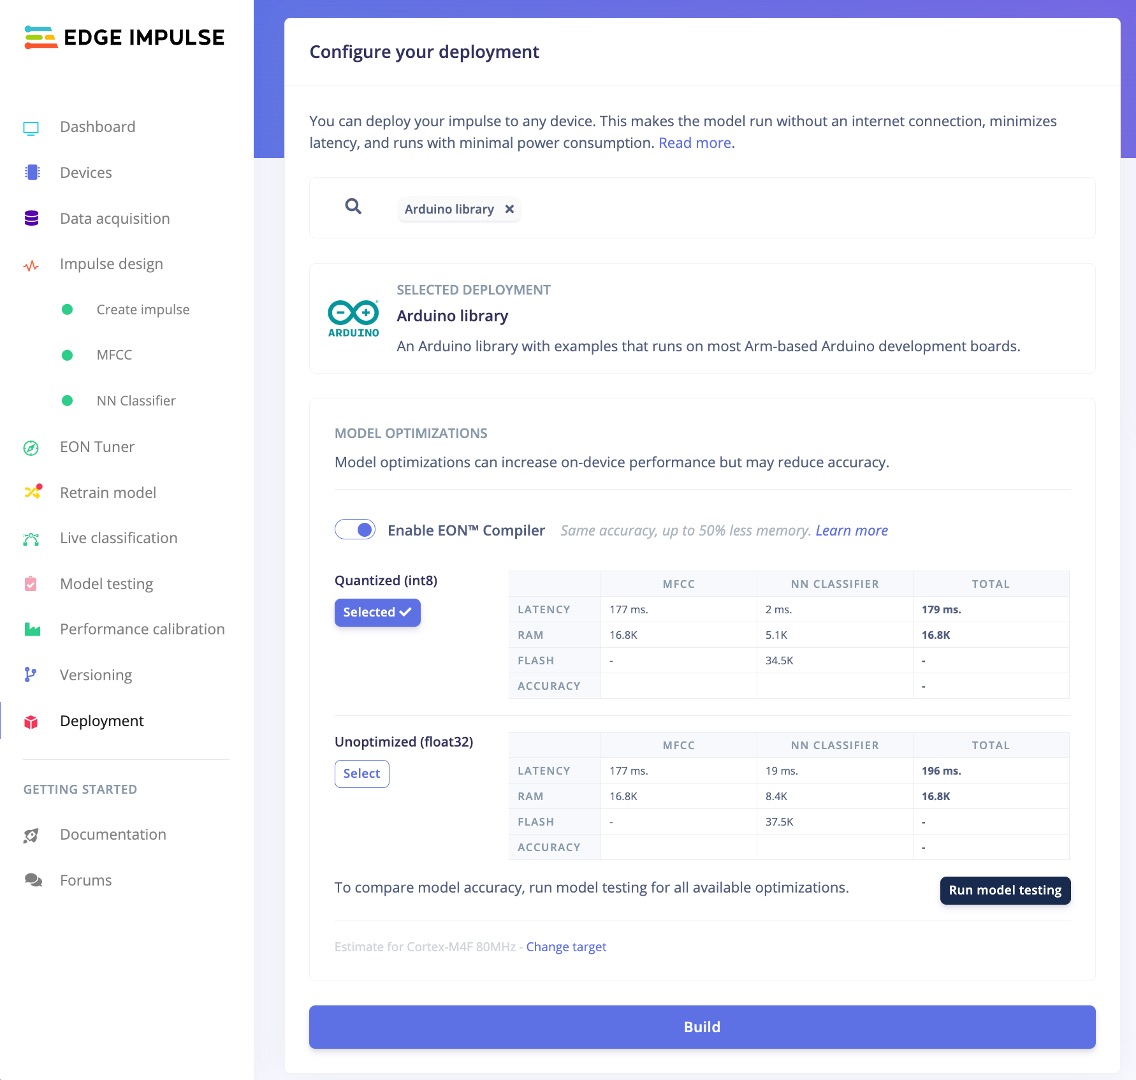 EDGE IMPULSE
Dashboard
Devices
Data acquisition
Impulse design
Create impulse
MFCC
NN Classifier
EON Tuner
Retrain model
Live classification
Model testing
Performance calibration
Versioning
Deployment
GETTING STARTED
Documentation
Forums
Configure your deployment
You can deploy your impulse to any device. This makes the model run without an internet connection, minimizes
latency, and runs with minimal power consumption. Read more.
Arduino library ×
SELECTED DEPLOYMENT
ARDUINO
Arduino library
An Arduino library with examples that runs on most Arm-based Arduino development boards.
MODEL OPTIMIZATIONS
Model optimizations can increase on-device performance but may reduce accuracy.
Enable EON™ Compiler Same accuracy, up to 50% less memory. Learn more
Quantized (int8)
Selected ✓
MFCC NN CLASSIFIER TOTAL
LATENCY 177 ms. 2 ms. 179 ms.
RAM 16.8K 5.1K 16.8K
FLASH - 34.5K -
ACCURACY -
Unoptimized (float32)
Select
MFCC NN CLASSIFIER TOTAL
LATENCY 177 ms. 19 ms. 196 ms.
RAM 16.8K 8.4K 16.8K
FLASH - 37.5K -
ACCURACY -
To compare model accuracy, run model testing for all available optimizations.
Run model testing
Estimate for Cortex-M4F 80MHz - Change target
Build